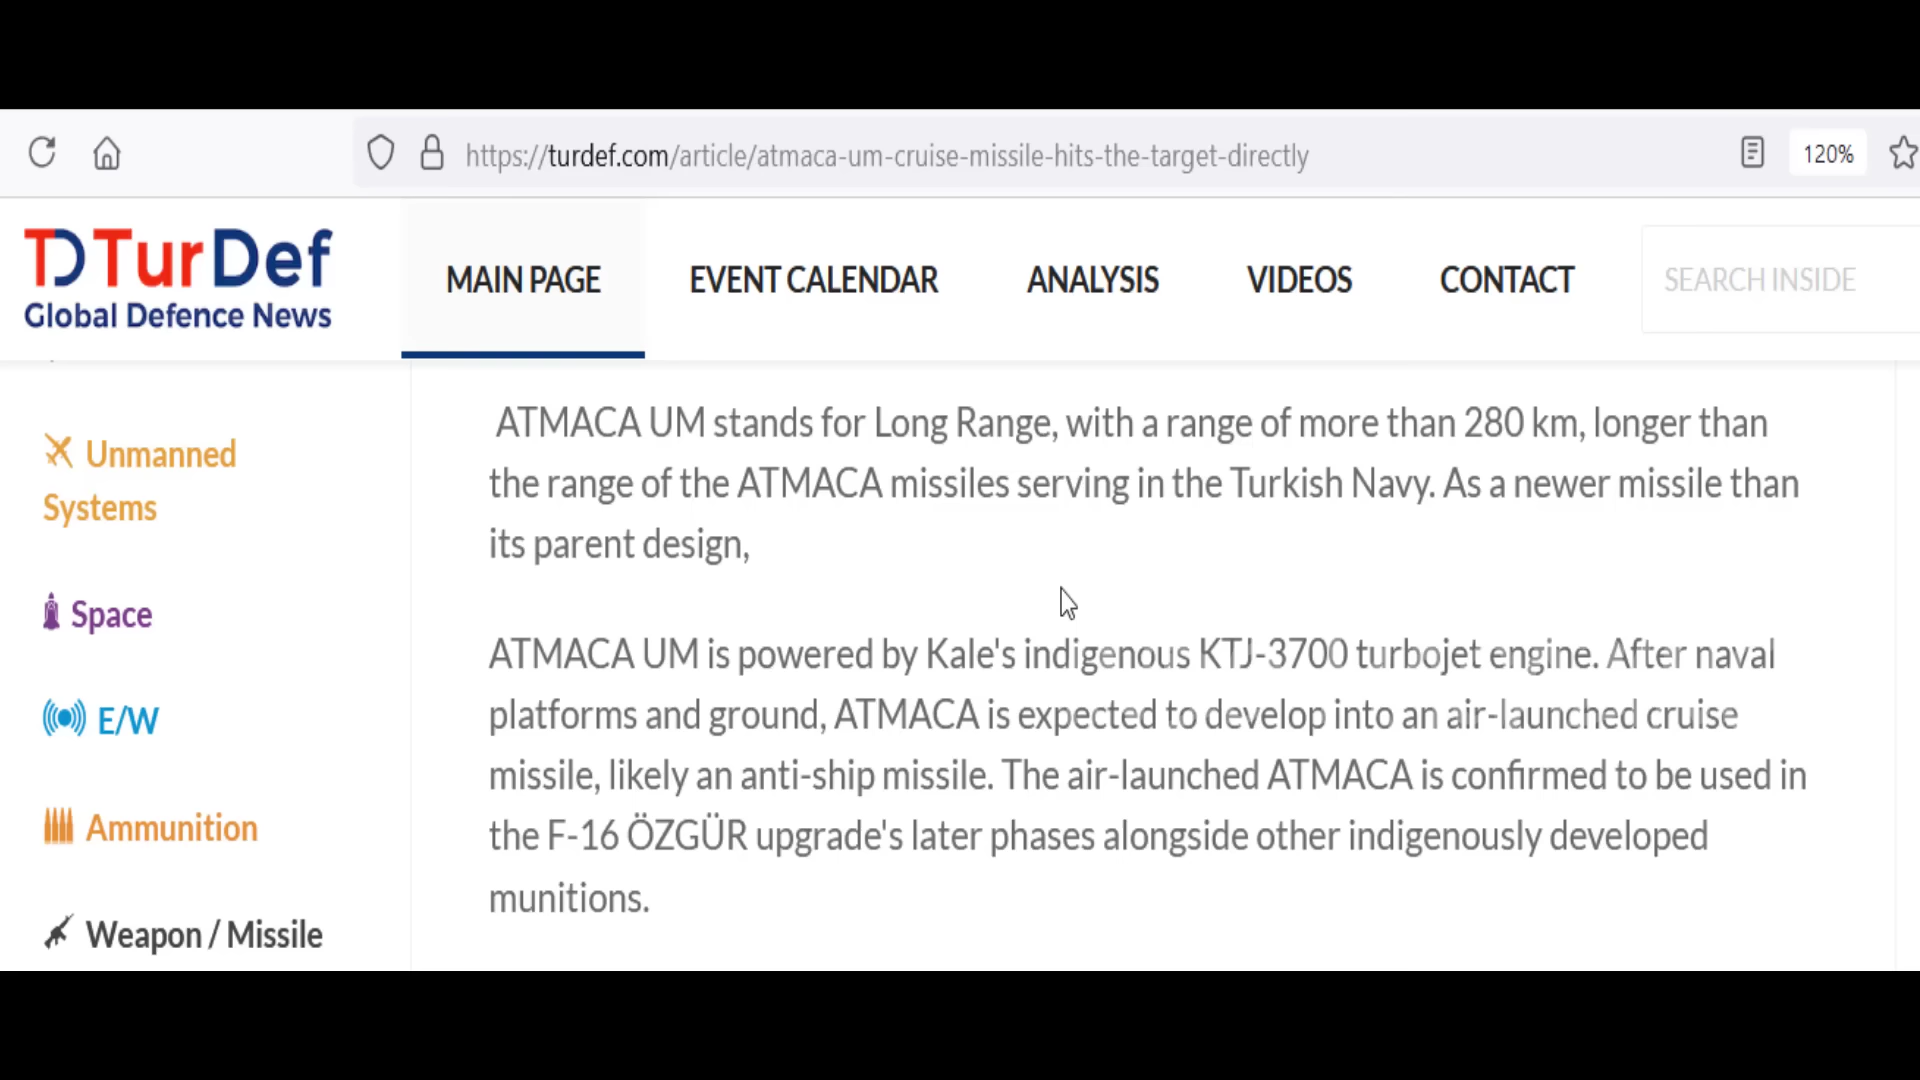 https://turdef.com/article/atmaca-um-cruise-missile-hits-the-target-directly
120%
TD TurDef
Global Defence News
MAIN PAGE
EVENT CALENDAR
ANALYSIS
VIDEOS
CONTACT
SEARCH INSIDE
Unmanned
Systems
Space
E/W
Ammunition
Weapon / Missile
ATMACA UM stands for Long Range, with a range of more than 280 km, longer than
the range of the ATMACA missiles serving in the Turkish Navy. As a newer missile than
its parent design,
ATMACA UM is powered by Kale's indigenous KTJ-3700 turbojet engine. After naval
platforms and ground, ATMACA is expected to develop into an air-launched cruise
missile, likely an anti-ship missile. The air-launched ATMACA is confirmed to be used in
the F-16 ÖZGÜR upgrade's later phases alongside other indigenously developed
munitions.